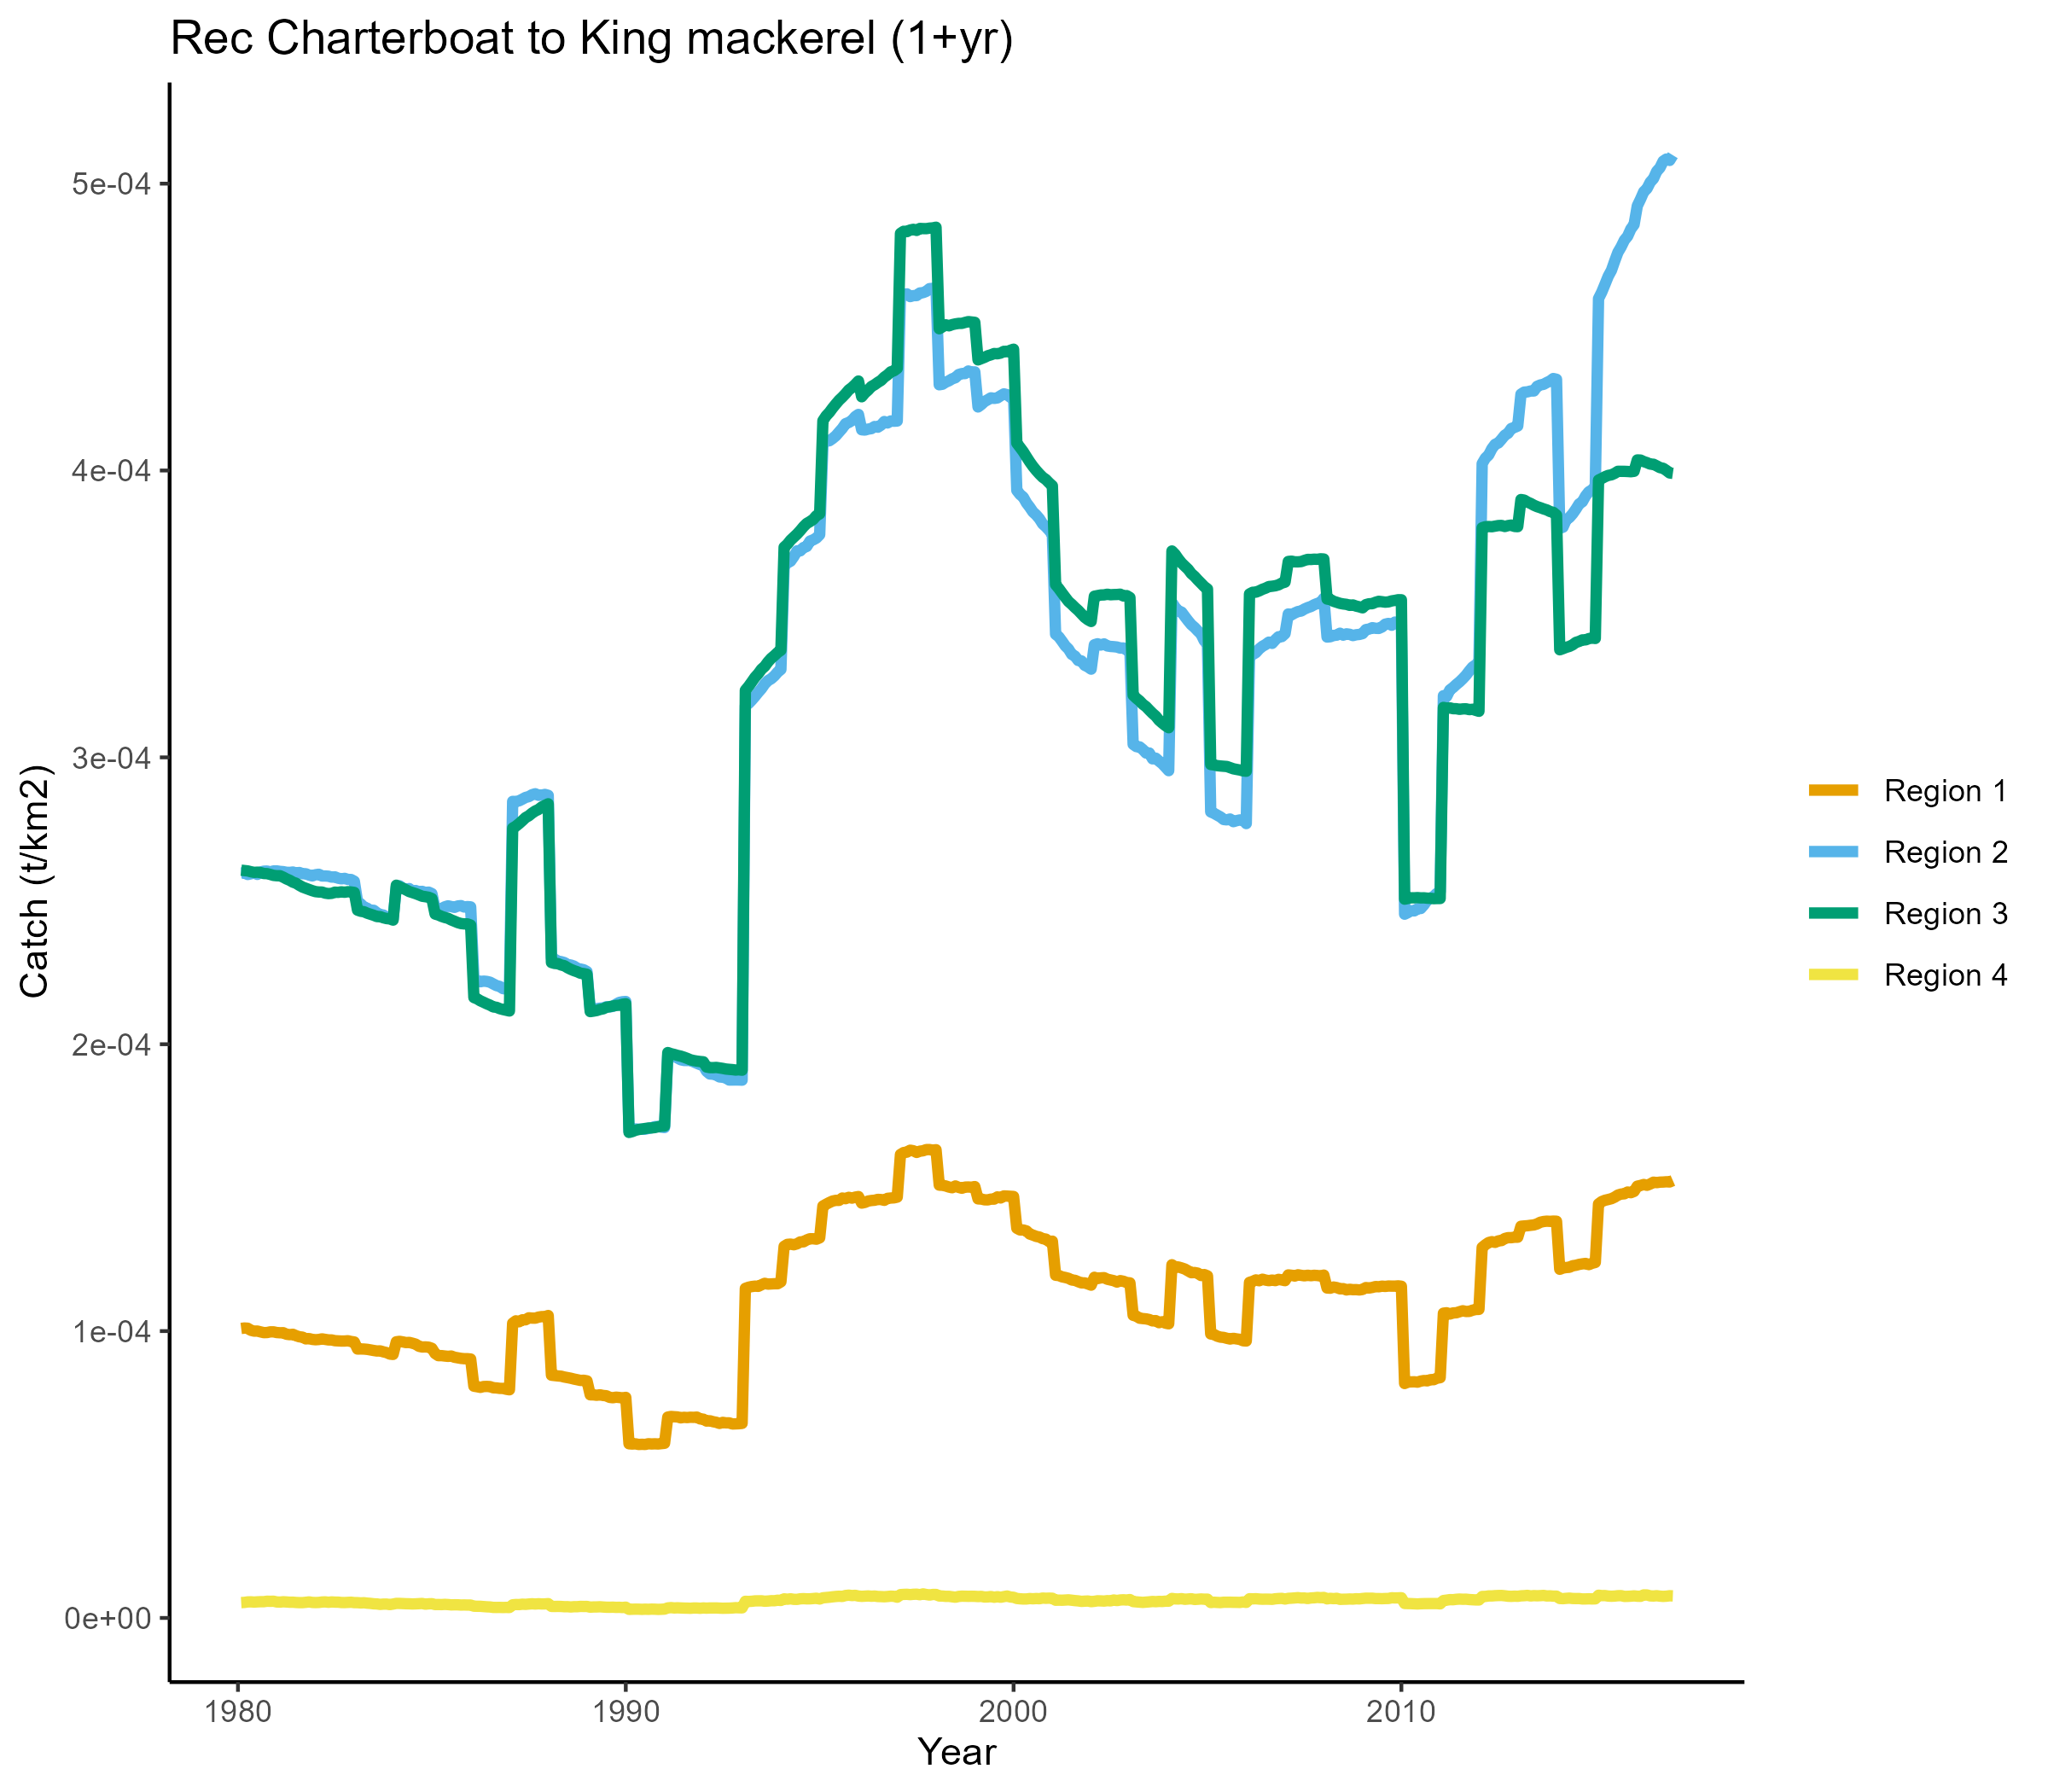 Rec Charterboat to King mackerel (1+yr)
Catch (t/km2)
5e-04
4e-04
3e-04
2e-04
1e-04
0e+00
1980
1990
2000
2010
Year
Region 1
Region 2
Region 3
Region 4